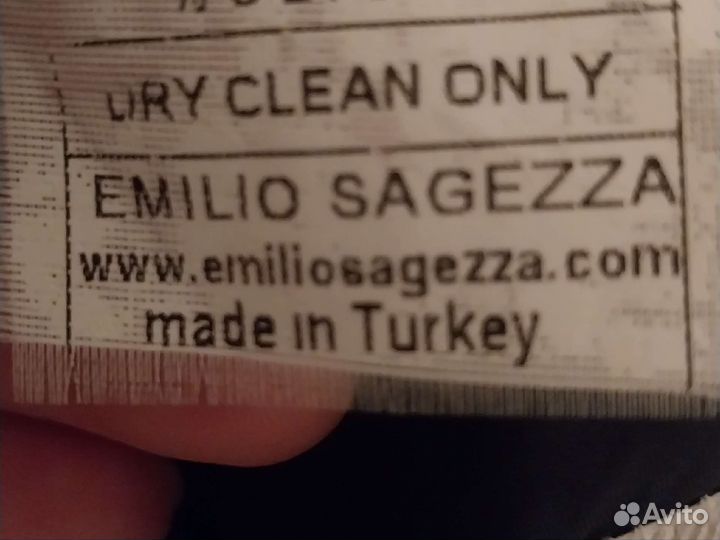 DRY CLEAN ONLY
EMILIO SAGEZZA
www.emiliosagezza.com
made in Turkey
Avito